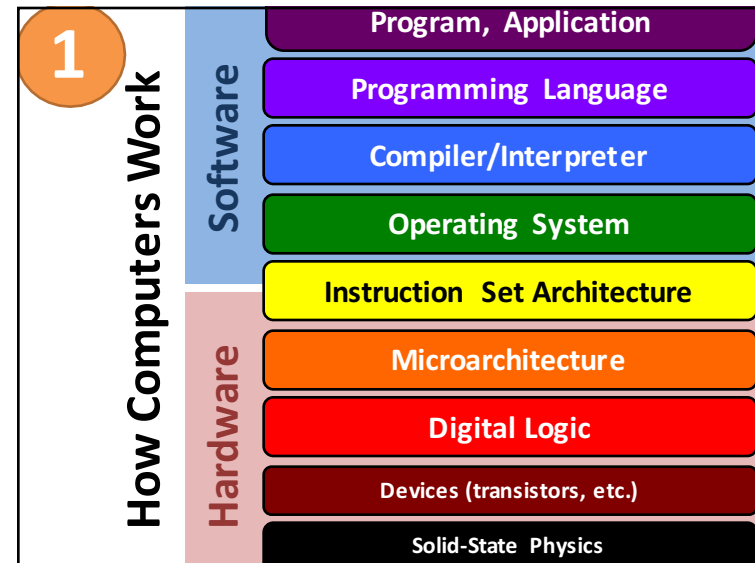 1
How Computers Work
Software
Hardware
Program, Application
Programming Language
Compiler/Interpreter
Operating System
Instruction Set Architecture
Microarchitecture
Digital Logic
Devices (transistors, etc.)
Solid-State Physics